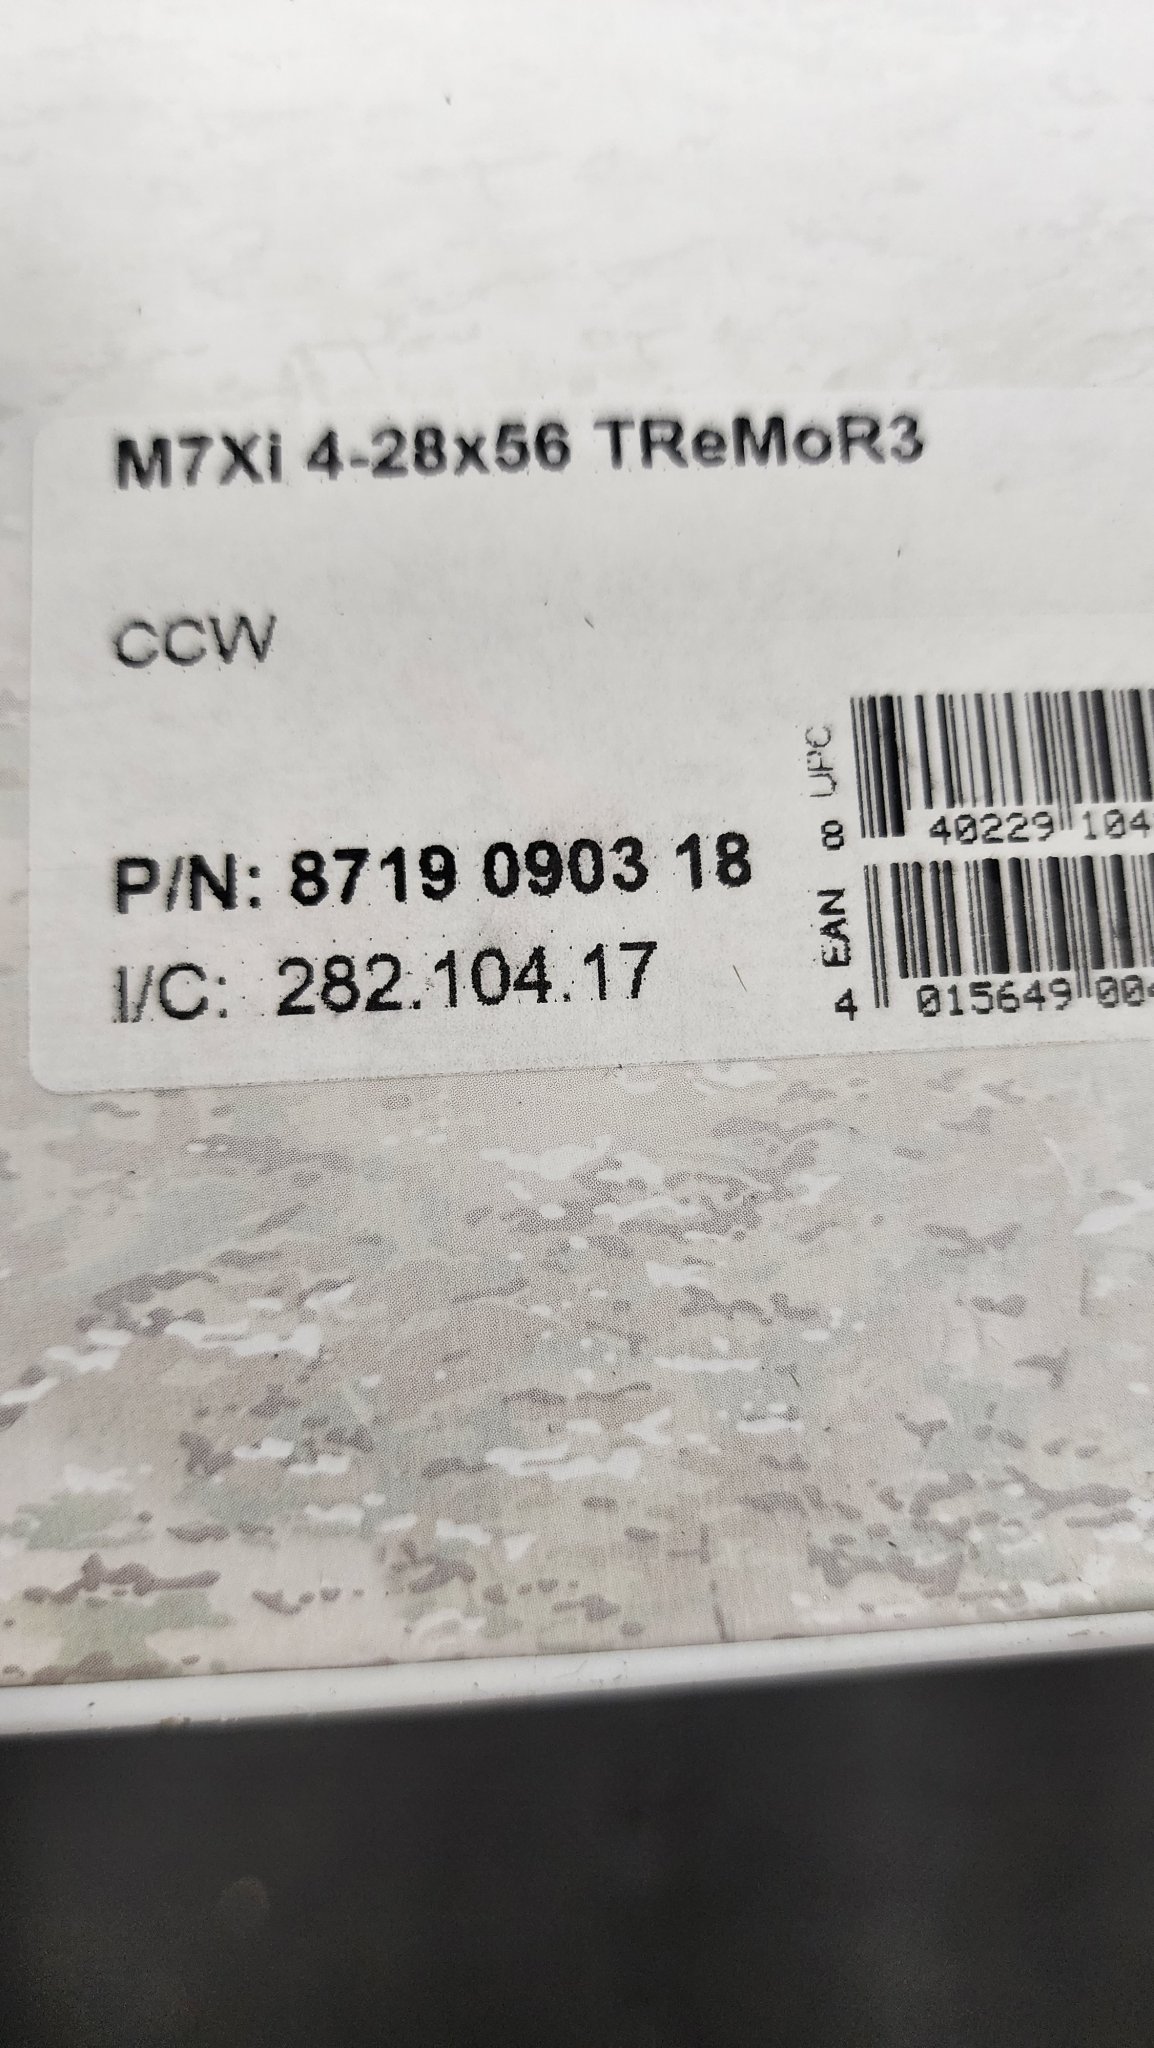 M7Xi 4-28x56 TReMoR3
CCW
UPC
8 40229 104
P/N: 8719 0903 18
EAN
I/C: 282.104.17
4 015649 00